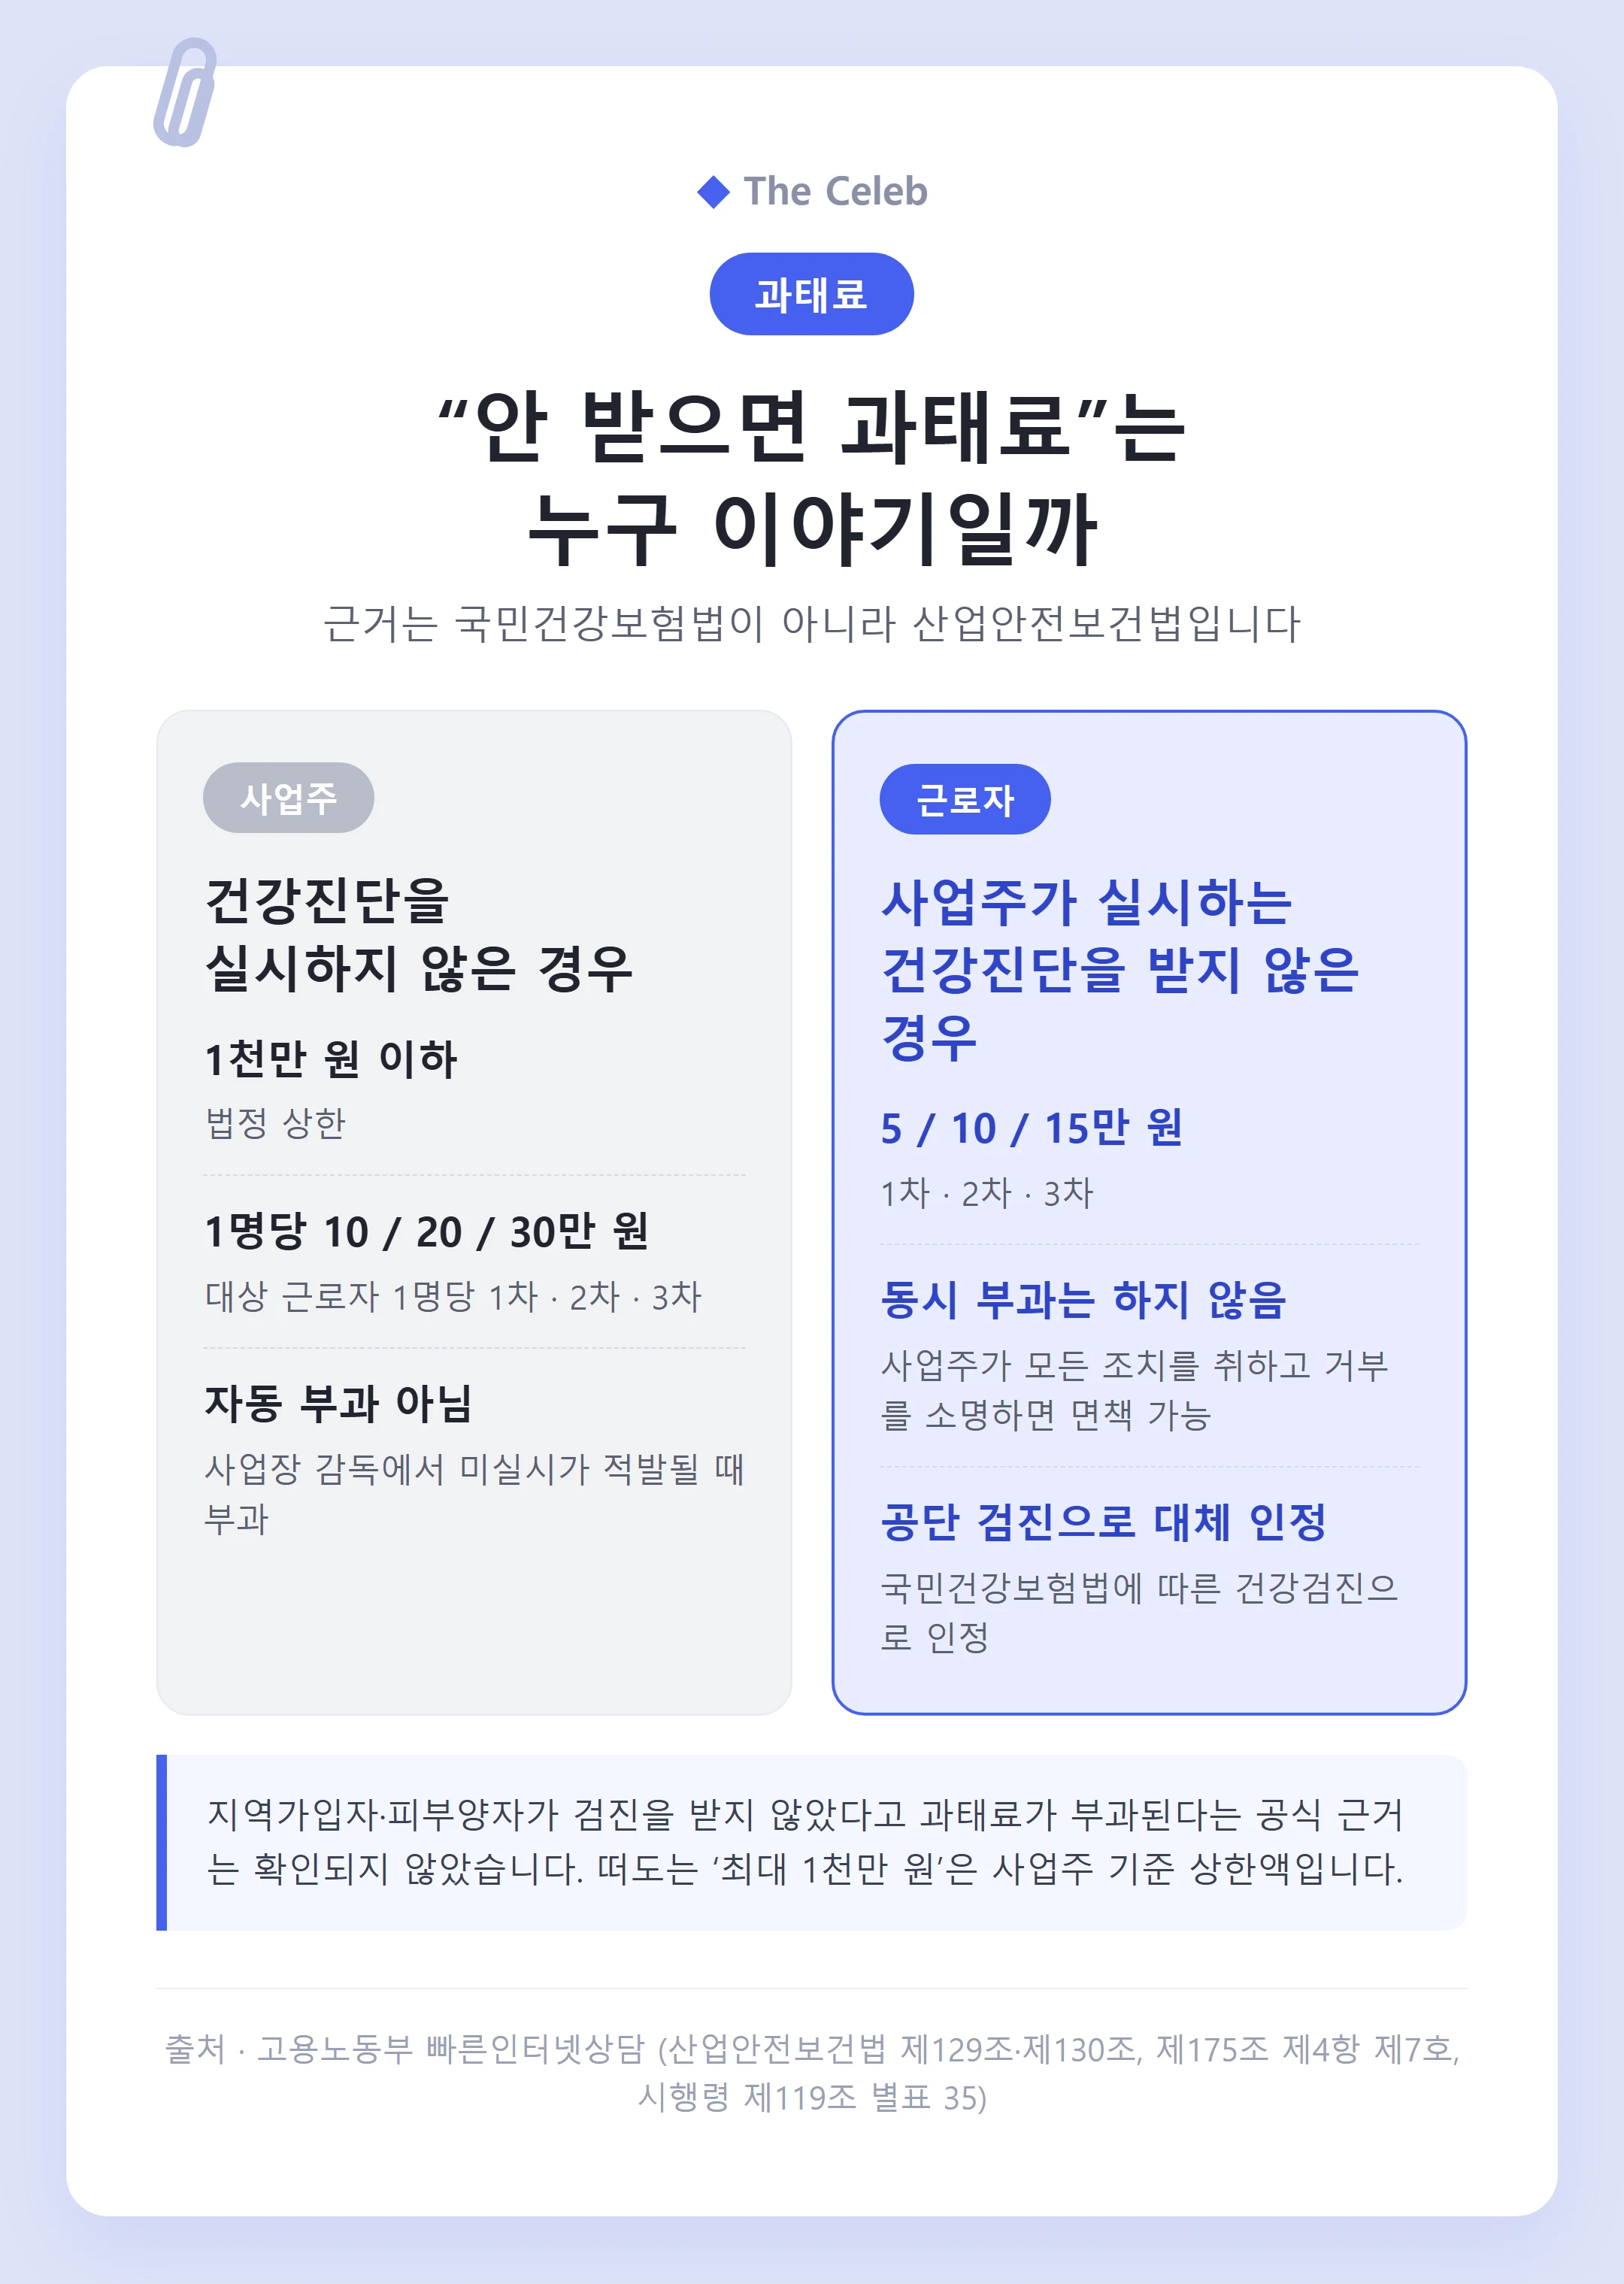 The Celeb
과태료
“안 받으면 과태료”는
누구 이야기일까
근거는 국민건강보험법이 아니라 산업안전보건법입니다
사업주
건강진단을
실시하지 않은 경우
1천만 원 이하
법정 상한
1명당 10 / 20 / 30만 원
대상 근로자 1명당 1차 · 2차 · 3차
자동 부과 아님
사업장 감독에서 미실시가 적발될 때
부과
근로자
사업주가 실시하는
건강진단을 받지 않은
경우
5 / 10 / 15만 원
1차 · 2차 · 3차
동시 부과는 하지 않음
사업주가 모든 조치를 취하고 거부
를 소명하면 면책 가능
공단 검진으로 대체 인정
국민건강보험법에 따른 건강검진으
로 인정
지역가입자·피부양자가 검진을 받지 않았다고 과태료가 부과된다는 공식 근거
는 확인되지 않았습니다. 떠도는 ‘최대 1천만 원’은 사업주 기준 상한액입니다.
출처 · 고용노동부 빠른인터넷상담 (산업안전보건법 제129조·제130조, 제175조 제4항 제7호,
시행령 제119조 별표 35)